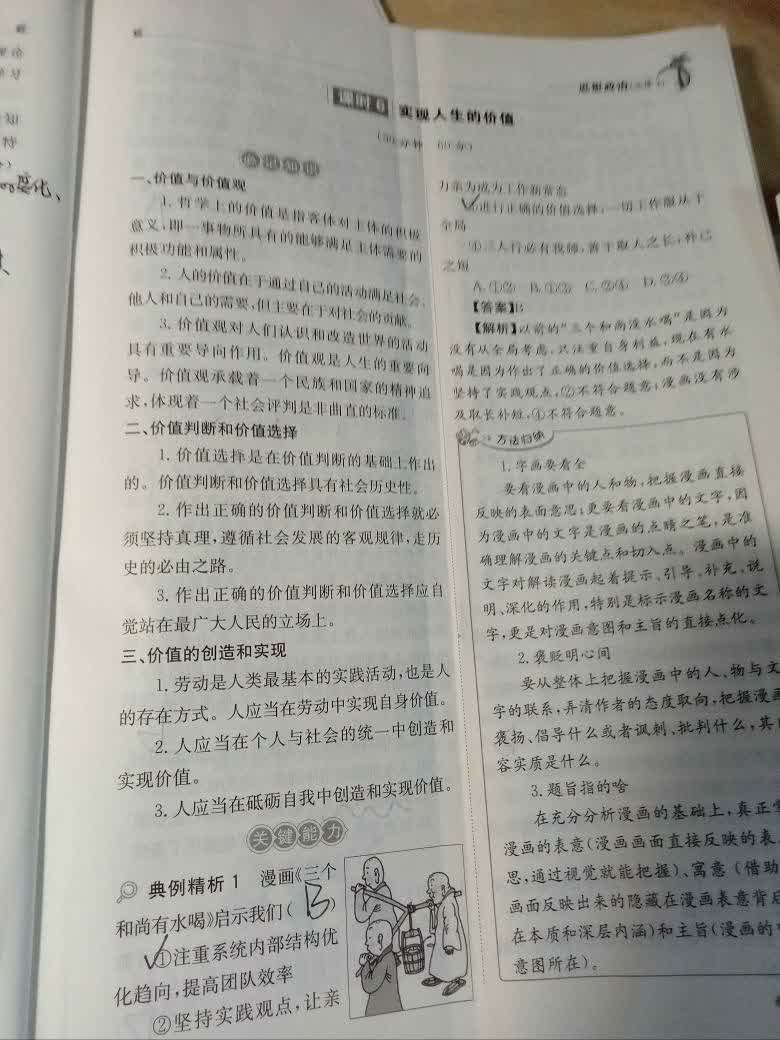 思想政治
课时6 实现人生的价值
一、价值与价值观
1. 哲学上的价值是指客体对主体的积极
意义,即一事物所具有的能够满足主体需要的
积极功能和属性。
2. 人的价值在于通过自己的活动满足社会、
他人和自己的需要,但主要在于对社会的贡献。
3. 价值观对人们认识和改造世界的活动
具有重要导向作用。价值观是人生的重要向
导。价值观承载着一个民族和国家的精神追
求,体现着一个社会评判是非曲直的标准。
二、价值判断和价值选择
1. 价值选择是在价值判断的基础上作出
的。价值判断和价值选择具有社会历史性。
2. 作出正确的价值判断和价值选择就必
须坚持真理,遵循社会发展的客观规律,走历
史的必由之路。
3. 作出正确的价值判断和价值选择应自
觉站在最广大人民的立场上。
三、价值的创造和实现
1. 劳动是人类最基本的实践活动,也是人
的存在方式。人应当在劳动中实现自身价值。
2. 人应当在个人与社会的统一中创造和
实现价值。
3. 人应当在砥砺自我中创造和实现价值。
关键能力
典例精析1 漫画《三个
和尚有水喝》启示我们( B )
①注重系统内部结构优
化趋向,提高团队效率
②坚持实践观点,让亲
力亲为成为工作新常态
③进行正确的价值选择,一切工作服从于
全局
④三人行必有我师,善于取人之长,补己
之短
A. ①② B. ①③ C. ②④ D. ③④
【答案】B
【解析】以前的“三个和尚没水喝”是因为
没有从全局考虑,只注重自身利益,现在有水
喝是因为作出了正确的价值选择,而不是因为
坚持了实践观点,②不符合题意;漫画没有涉
及取长补短,④不符合题意。
方法归纳
1. 字画要看全
要看漫画中的人和物,把握漫画直接
反映的表面意思;更要看漫画中的文字,因
为漫画中的文字是漫画的点睛之笔,是准
确理解漫画的关键点和切入点。漫画中的
文字对解读漫画起着提示、引导、补充、说
明、深化的作用,特别是标示漫画名称的文
字,更是对漫画意图和主旨的直接点化。
2. 褒贬明心间
要从整体上把握漫画中的人、物与文
字的联系,弄清作者的态度取向,把握漫画
褒扬、倡导什么或者讽刺、批判什么,其
容实质是什么。
3. 题旨指的啥
在充分分析漫画的基础上,真正
漫画的表意(漫画画面直接反映的表
思,通过视觉就能把握)、寓意(借助
画面反映出来的隐藏在漫画表意背后
在本质和深层内涵)和主旨(漫画的
意图所在)。
变化、